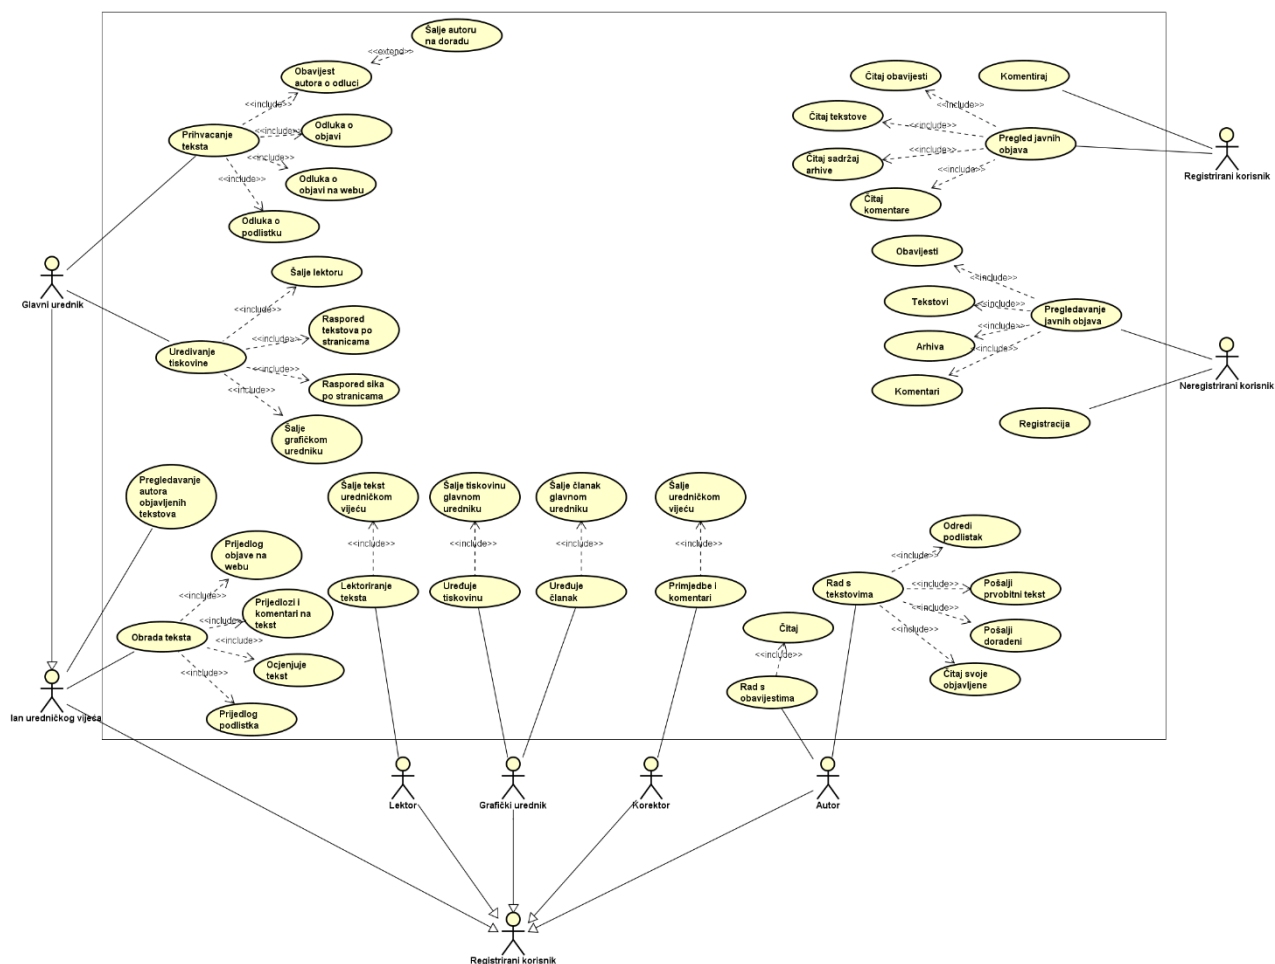 Šalje autoru
na doradu
<<extend>>
Obavijest
autora o odluci
<<include>>
Prihvacanje
teksta
<<include>>
Odluka o
objavi
<<include>>
Odluka o
objavi na webu
<<include>>
Odluka o
podlistku
Čitaj obavijesti
Komentiraj
<<include>>
Čitaj tekstove
<<include>>
Pregled javnih
objava
Čitaj sadržaj
arhive
<<include>>
<<include>>
Čitaj
komentare
Registrirani korisnik
Glavni urednik
Šalje lektoru
<<include>>
Raspored
tekstova po
stranicama
<<include>>
Uredivanje
tiskovine
<<include>>
Raspored sika
po stranicama
<<include>>
Šalje
grafičkom
uredniku
Obavijesti
<<include>>
Tekstovi
<<include>>
Pregledavanje
javnih objava
Arhiva
<<include>>
<<include>>
Komentari
Registracija
Neregistrirani korisnik
Pregledavanje
autora
objavljenih
tekstova
Prijedlog
objave na
webu
<<include>>
Prijedlozi i
komentari na
tekst
<<include>>
Obrada teksta
<<include>>
Ocjenjuje
tekst
<<include>>
Prijedlog
podlistka
lan uredničkog vijeća
Šalje tekst
uredničkom
vijeću
<<include>>
Lektoriranje
teksta
Šalje tiskovinu
glavnom
uredniku
<<include>>
Uređuje
tiskovinu
Šalje članak
glavnom
uredniku
<<include>>
Uređuje
članak
Šalje
uredničkom
vijeću
<<include>>
Primjedbe i
komentari
Odredi
podlistak
<<include>>
Rad s
tekstovima
<<include>>
Pošalji
prvobitni tekst
<<include>>
Pošalji
doradeni
<<include>>
Čitaj svoje
objavljene
Čitaj
<<include>>
Rad s
obavijestima
Lektor
Grafički urednik
Korektor
Autor
Registrirani korisnik